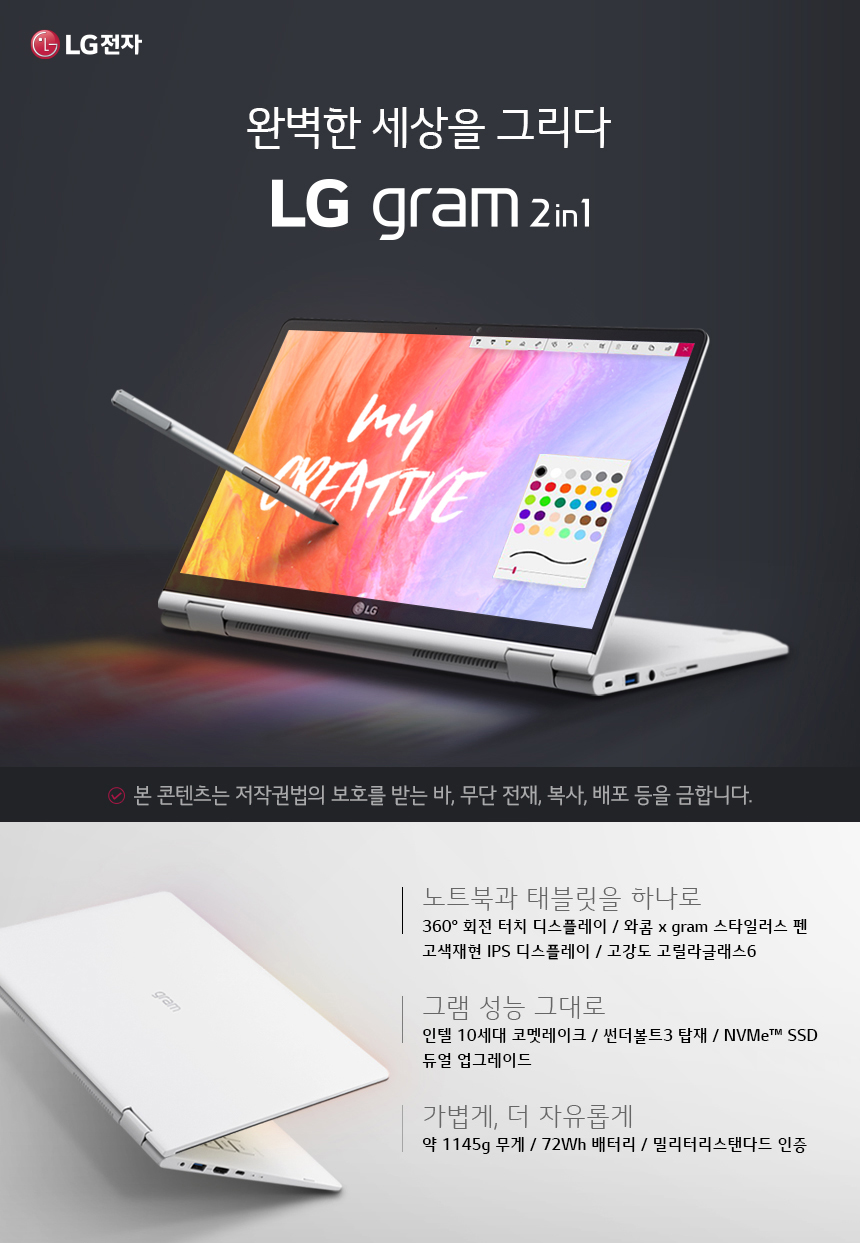 LG전자
완벽한 세상을 그리다
LG gram 2in1
my
CREATIVE
LG
본 콘텐츠는 저작권법의 보호를 받는 바, 무단 전재, 복사, 배포 등을 금합니다.
노트북과 태블릿을 하나로
360° 회전 터치 디스플레이 / 와콤 x gram 스타일러스 펜
고색재현 IPS 디스플레이 / 고강도 고릴라글래스6
gram
그램 성능 그대로
인텔 10세대 코멧레이크 / 썬더볼트3 탑재 / NVMe™ SSD
듀얼 업그레이드
가볍게, 더 자유롭게
약 1145g 무게 / 72Wh 배터리 / 밀리터리스탠다드 인증